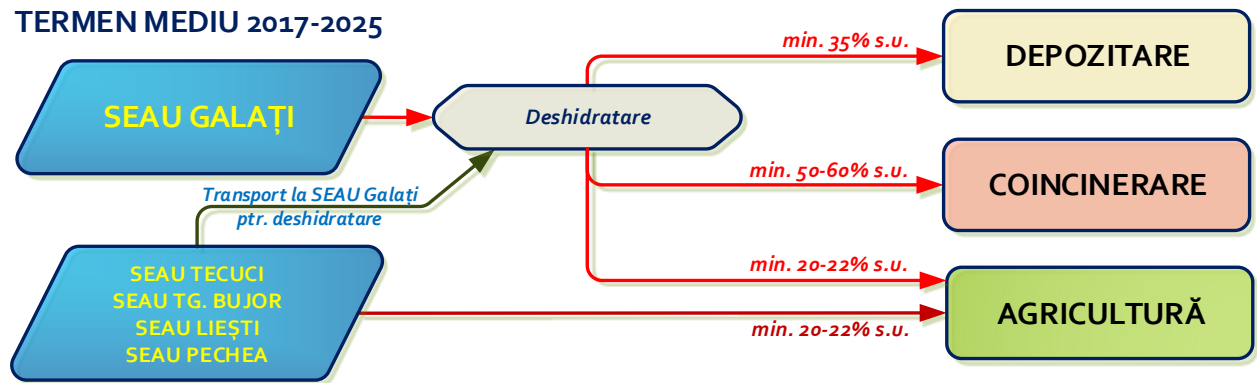 TERMEN MEDIU 2017-2025
min. 35% s.u.
DEPOZITARE
SEAU GALAȚI
Deshidratare
min. 50-60% s.u.
COINCINERARE
Transport la SEAU Galați
ptr. deshidratare
SEAU TECUCI
SEAU TG. BUJOR
SEAU LIEȘTI
SEAU PECHEA
min. 20-22% s.u.
AGRICULTURĂ
min. 20-22% s.u.